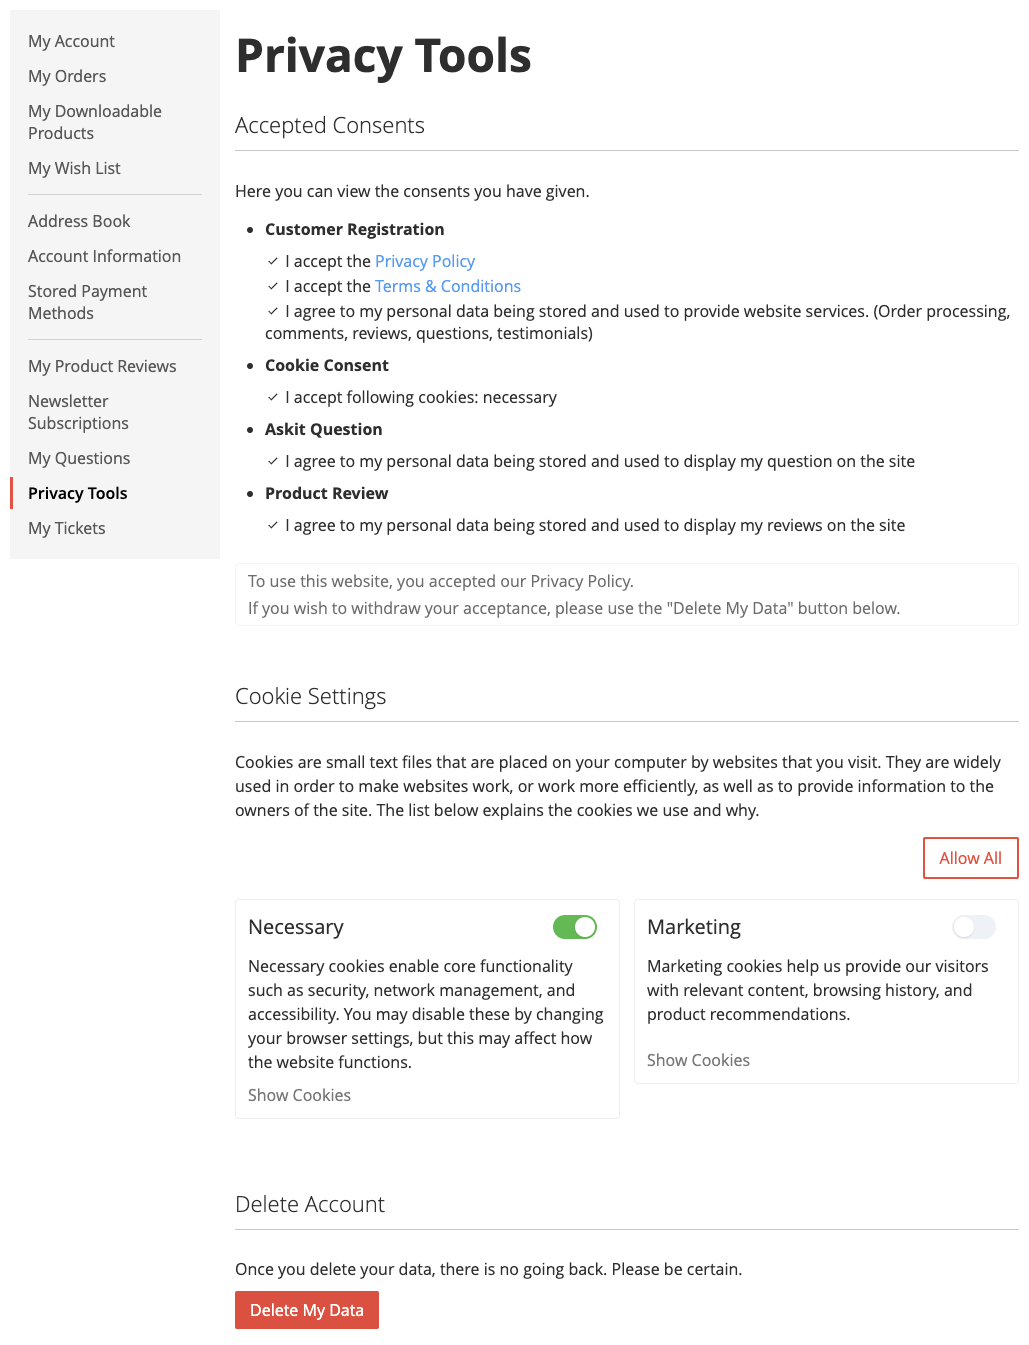 My Account
My Orders
My Downloadable
Products
My Wish List
Address Book
Account Information
Stored Payment
Methods
My Product Reviews
Newsletter
Subscriptions
My Questions
Privacy Tools
My Tickets
Privacy Tools
Accepted Consents
Here you can view the consents you have given.
• Customer Registration
✓ I accept the Privacy Policy
✓ I accept the Terms & Conditions
✓ I agree to my personal data being stored and used to provide website services. (Order processing,
comments, reviews, questions, testimonials)
• Cookie Consent
✓ I accept following cookies: necessary
• Askit Question
✓ I agree to my personal data being stored and used to display my question on the site
• Product Review
✓ I agree to my personal data being stored and used to display my reviews on the site
To use this website, you accepted our Privacy Policy.
If you wish to withdraw your acceptance, please use the "Delete My Data" button below.
Cookie Settings
Cookies are small text files that are placed on your computer by websites that you visit. They are widely
used in order to make websites work, or work more efficiently, as well as to provide information to the
owners of the site. The list below explains the cookies we use and why.
Allow All
Necessary
Necessary cookies enable core functionality
such as security, network management, and
accessibility. You may disable these by changing
your browser settings, but this may affect how
the website functions.
Show Cookies
Marketing
Marketing cookies help us provide our visitors
with relevant content, browsing history, and
product recommendations.
Show Cookies
Delete Account
Once you delete your data, there is no going back. Please be certain.
Delete My Data